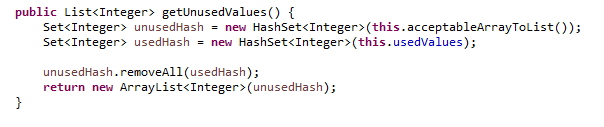 public List<Integer> getUnusedValues() {
    Set<Integer> unusedHash = new HashSet<Integer>(this.acceptableArrayToList());
    Set<Integer> usedHash = new HashSet<Integer>(this.usedValues);

    unusedHash.removeAll(usedHash);
    return new ArrayList<Integer>(unusedHash);
}